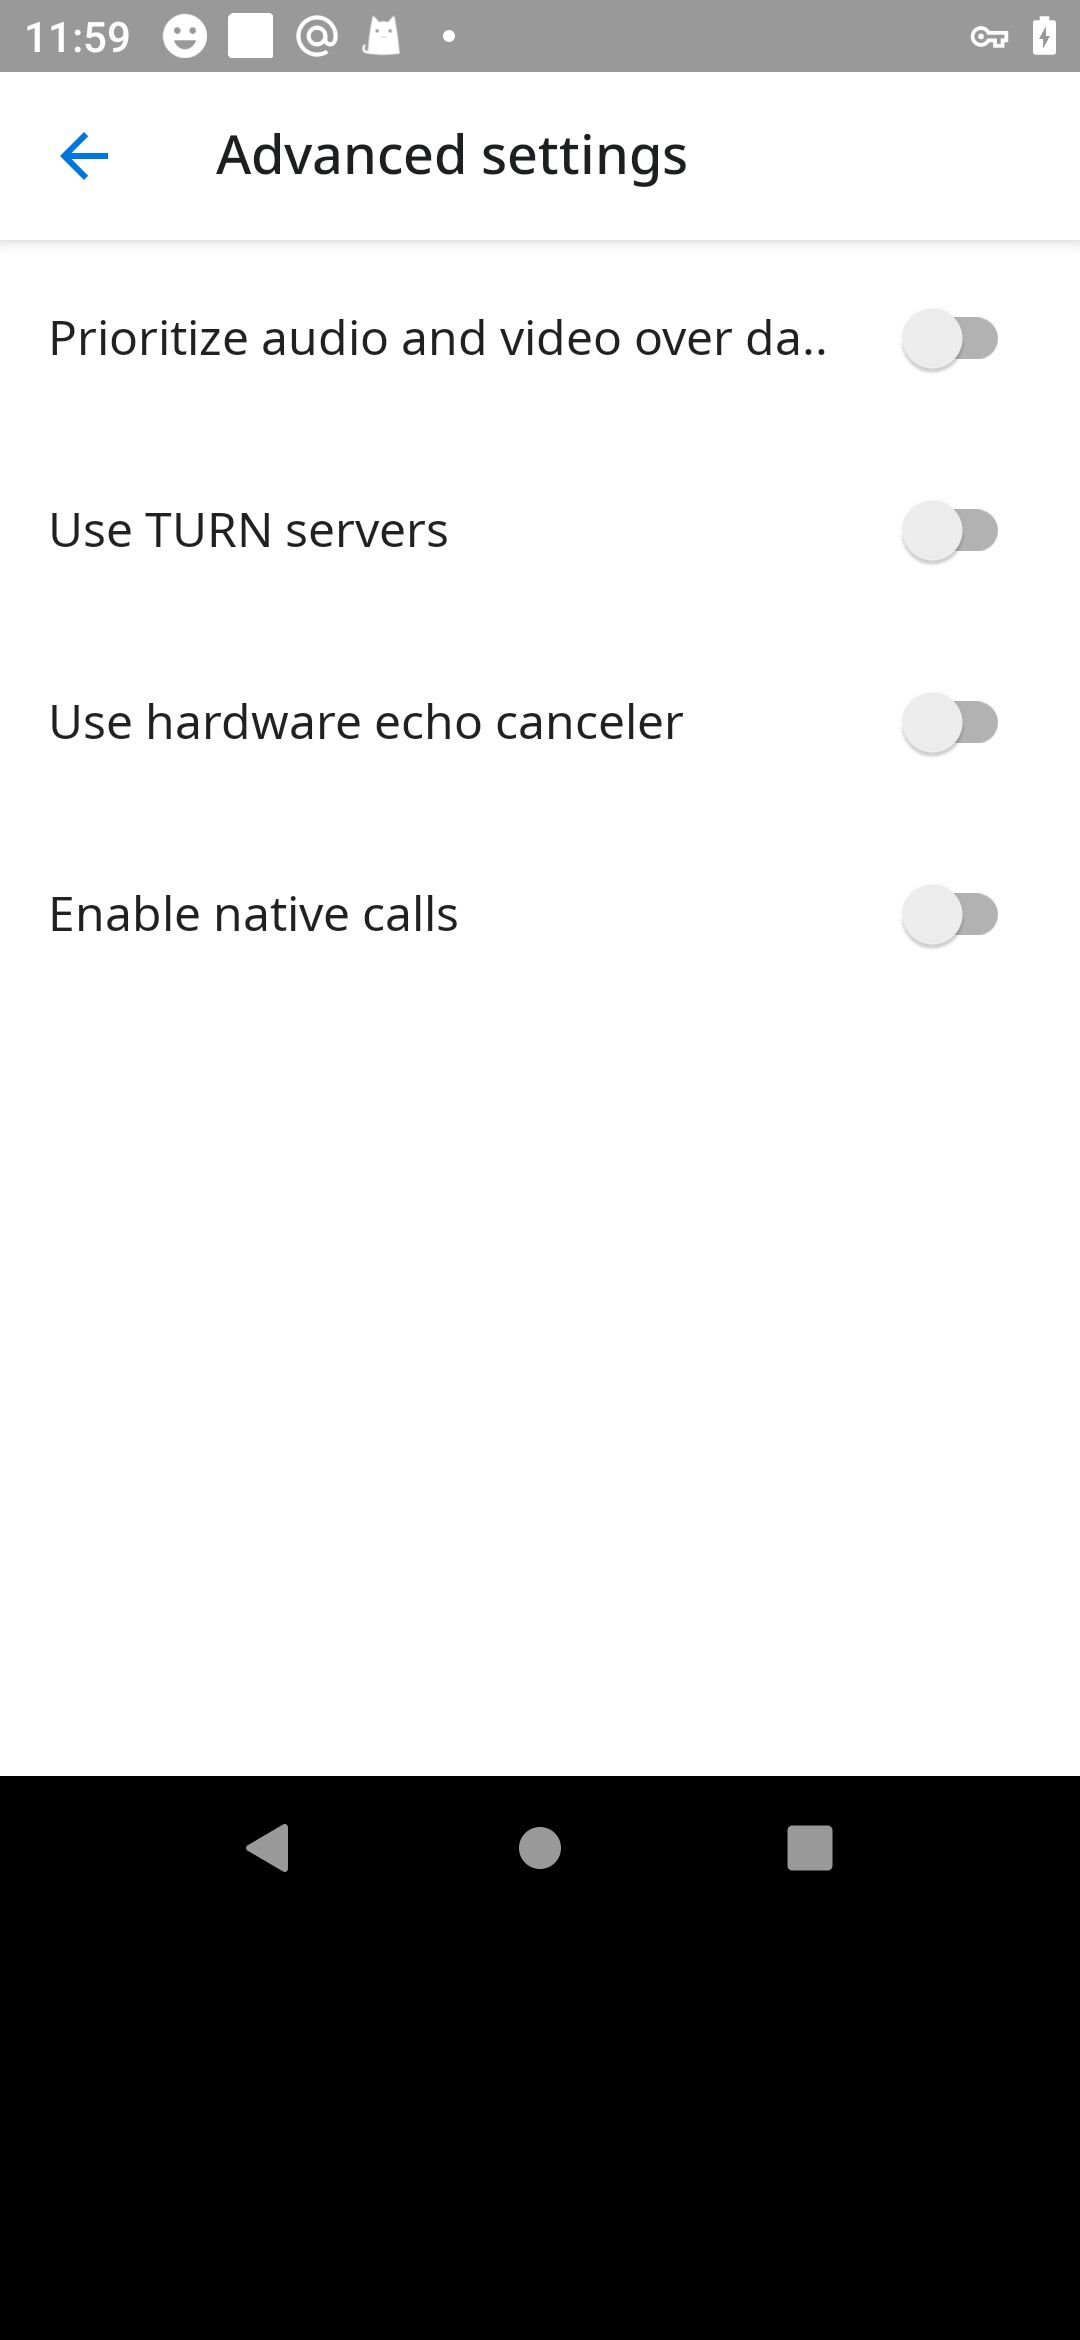 11:59
Advanced settings
Prioritize audio and video over da..
Use TURN servers
Use hardware echo canceler
Enable native calls